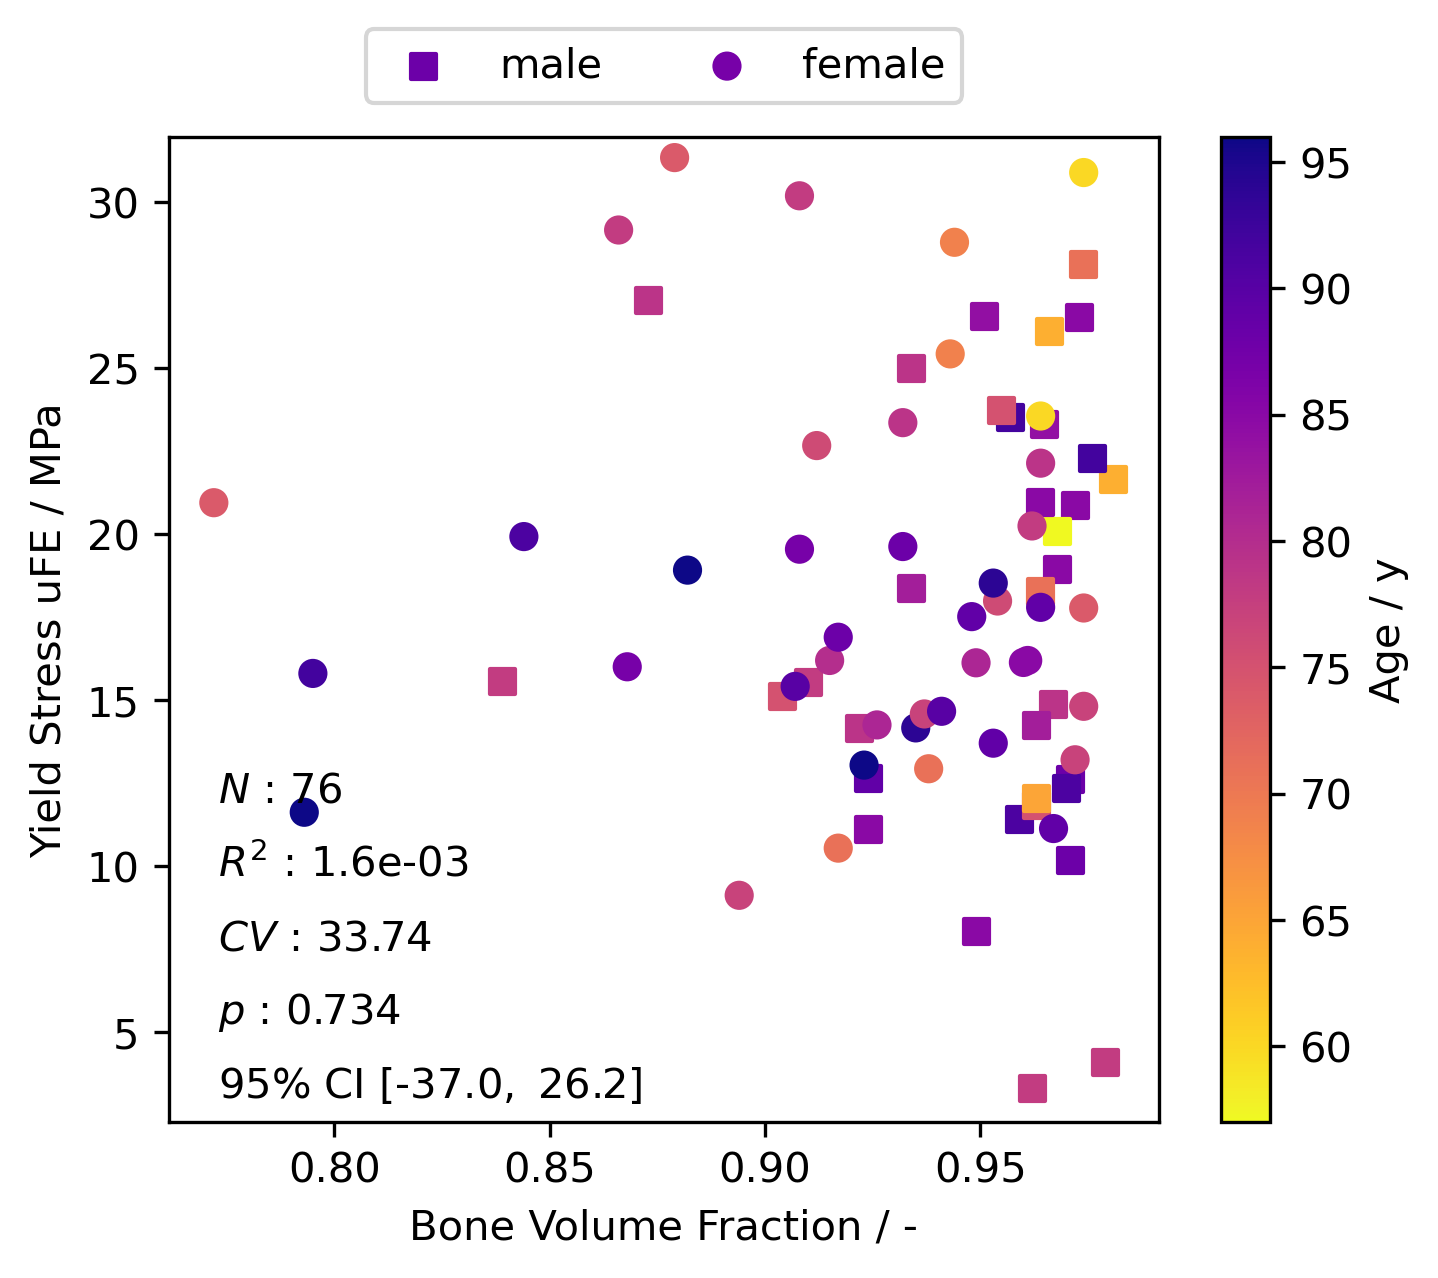 male female
30
25
20
15
10
5
Yield Stress uFE / MPa
N : 76
R² : 1.6e-03
CV : 33.74
p : 0.734
95% CI [-37.0, 26.2]
0.80 0.85 0.90 0.95
Bone Volume Fraction / -
95
90
85
80
75
70
65
60
Age / y